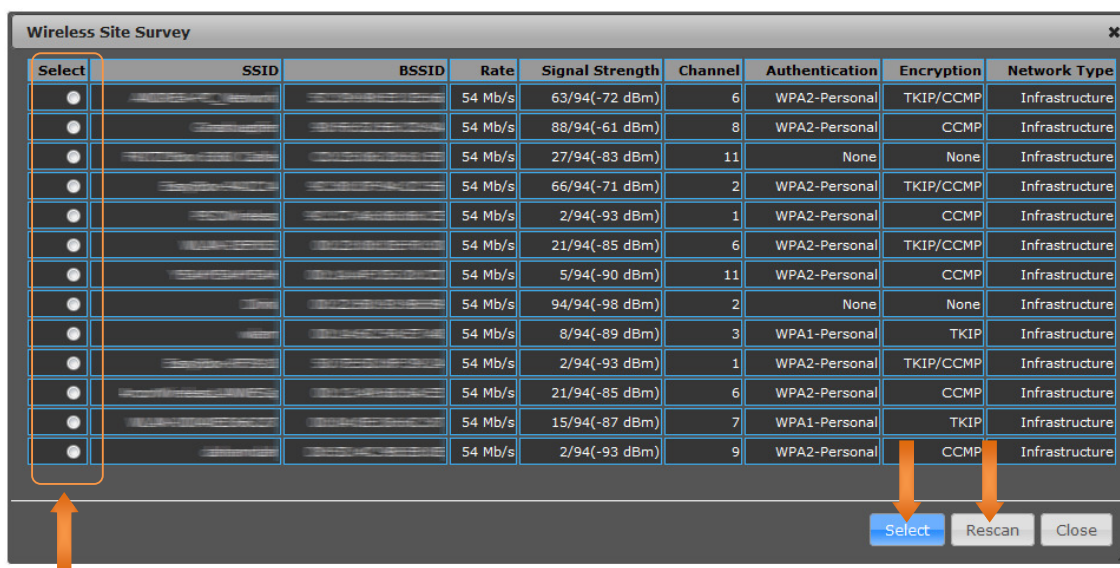 Wireless Site Survey
Select SSID BSSID Rate Signal Strength Channel Authentication Encryption Network Type
54 Mb/s 63/94(-72 dBm) 6 WPA2-Personal TKIP/CCMP Infrastructure
54 Mb/s 88/94(-61 dBm) 8 WPA2-Personal CCMP Infrastructure
54 Mb/s 27/94(-83 dBm) 11 None None Infrastructure
54 Mb/s 66/94(-71 dBm) 2 WPA2-Personal TKIP/CCMP Infrastructure
54 Mb/s 2/94(-93 dBm) 1 WPA2-Personal CCMP Infrastructure
54 Mb/s 21/94(-85 dBm) 6 WPA2-Personal TKIP/CCMP Infrastructure
54 Mb/s 5/94(-90 dBm) 11 WPA2-Personal CCMP Infrastructure
54 Mb/s 94/94(-98 dBm) 2 None None Infrastructure
54 Mb/s 8/94(-89 dBm) 3 WPA1-Personal TKIP Infrastructure
54 Mb/s 2/94(-93 dBm) 1 WPA2-Personal TKIP/CCMP Infrastructure
54 Mb/s 21/94(-85 dBm) 6 WPA2-Personal CCMP Infrastructure
54 Mb/s 15/94(-87 dBm) 7 WPA1-Personal TKIP Infrastructure
54 Mb/s 2/94(-93 dBm) 9 WPA2-Personal CCMP Infrastructure
Select Rescan Close